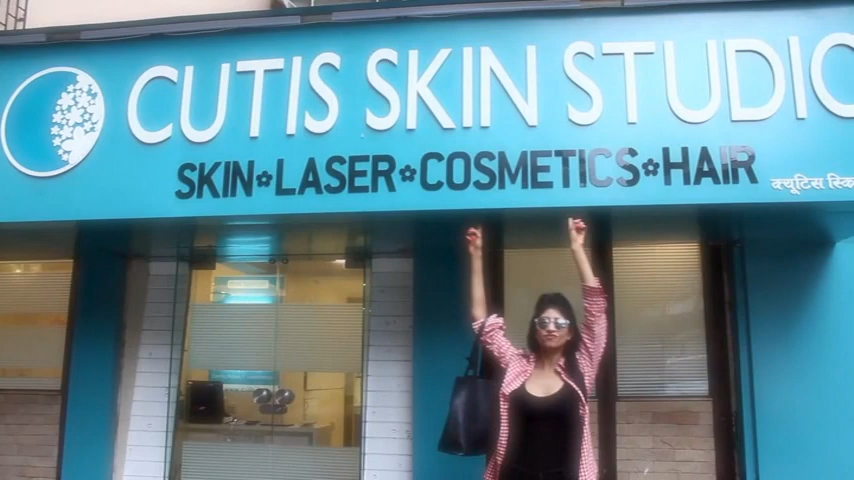 CUTIS SKIN STUDIO
SKIN LASER COSMETICS HAIR
क्यूटिस